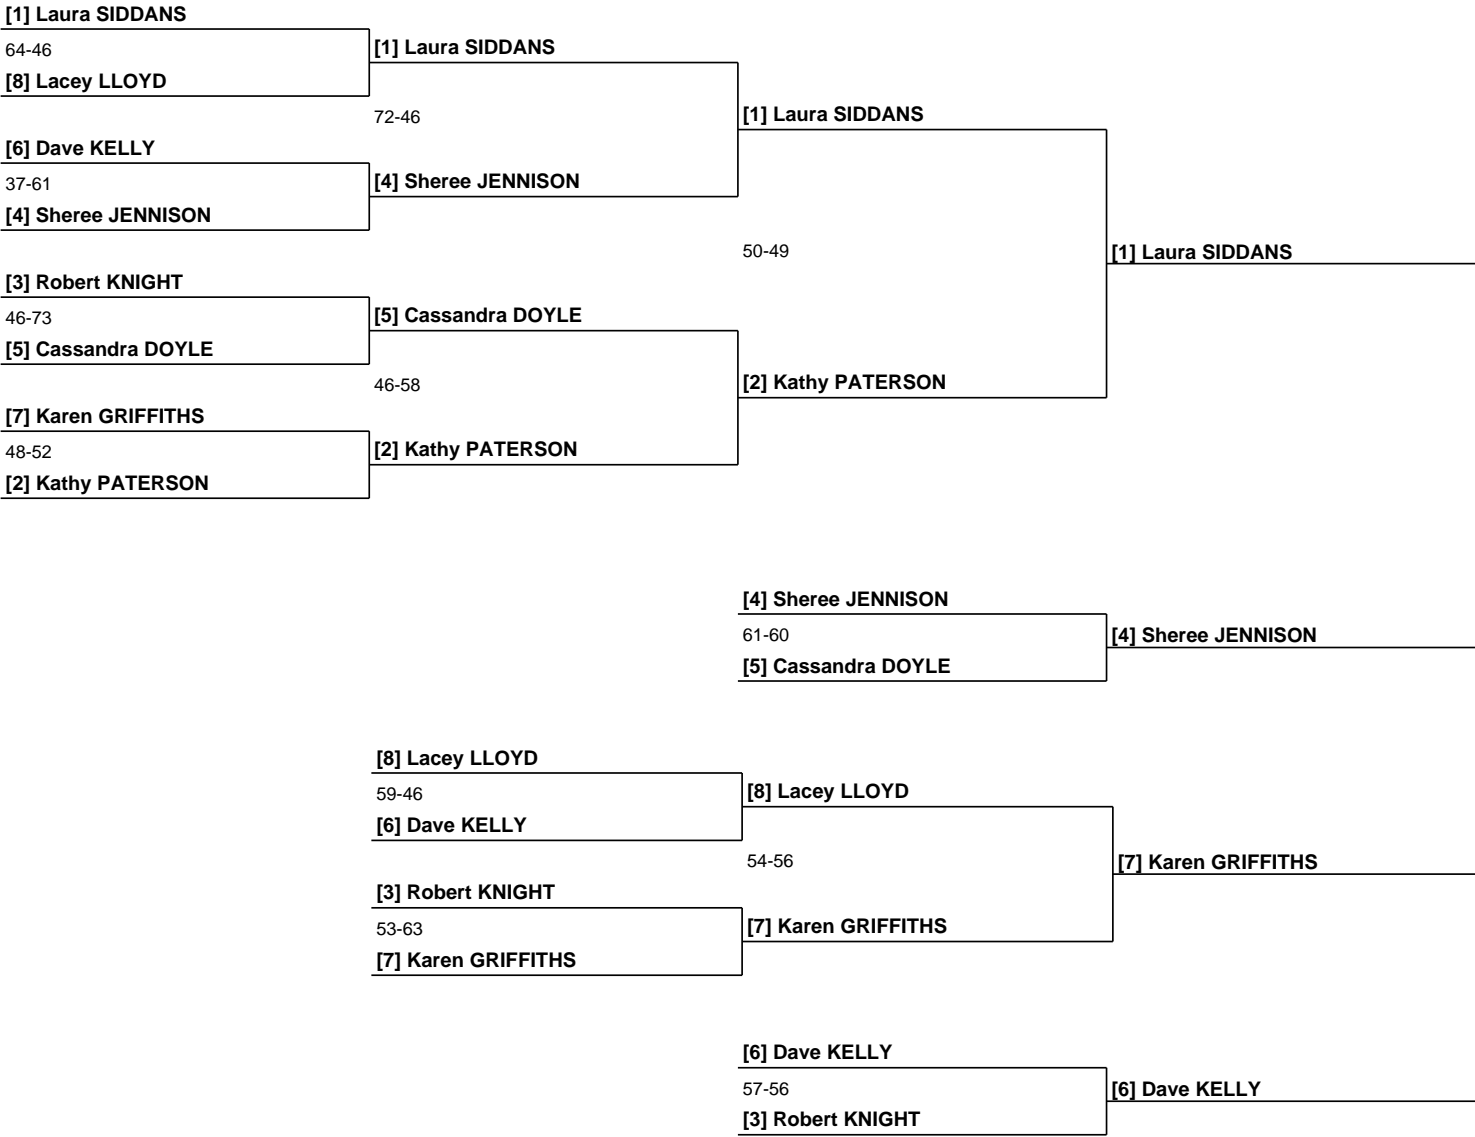 [1] Laura SIDDANS
64-46
[8] Lacey LLOYD
[1] Laura SIDDANS
72-46
[6] Dave KELLY
37-61
[4] Sheree JENNISON
[4] Sheree JENNISON
[1] Laura SIDDANS
50-49
[1] Laura SIDDANS
[3] Robert KNIGHT
46-73
[5] Cassandra DOYLE
[5] Cassandra DOYLE
46-58
[7] Karen GRIFFITHS
48-52
[2] Kathy PATERSON
[2] Kathy PATERSON
[2] Kathy PATERSON
[4] Sheree JENNISON
61-60
[5] Cassandra DOYLE
[4] Sheree JENNISON
[8] Lacey LLOYD
59-46
[6] Dave KELLY
[8] Lacey LLOYD
54-56
[3] Robert KNIGHT
53-63
[7] Karen GRIFFITHS
[7] Karen GRIFFITHS
[7] Karen GRIFFITHS
[6] Dave KELLY
57-56
[3] Robert KNIGHT
[6] Dave KELLY